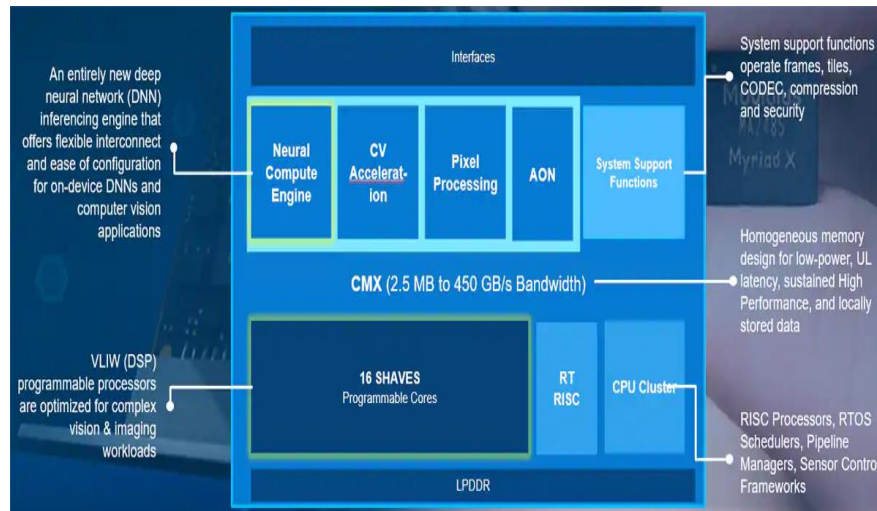 An entirely new deep
neural network (DNN)
inferencing engine that
offers flexible interconnect
and ease of configuration
for on-device DNNs and
computer vision
applications
VLIW (DSP)
programmable processors
are optimized for complex
vision & imaging
workloads
Interfaces
Neural
Compute
Engine
CV
Accelerat-
ion
Pixel
Processing
AON
System Support
Functions
CMX (2.5 MB to 450 GB/s Bandwidth)
16 SHAVES
Programmable Cores
RT
RISC
CPU Cluster
LPDDR
System support functions
operate frames, tiles,
CODEC, compression
and security
Myriad X
Homogeneous memory
design for low-power, UL
latency, sustained High
Performance, and locally
stored data
RISC Processors, RTOS
Schedulers, Pipeline
Managers, Sensor Contro
Frameworks